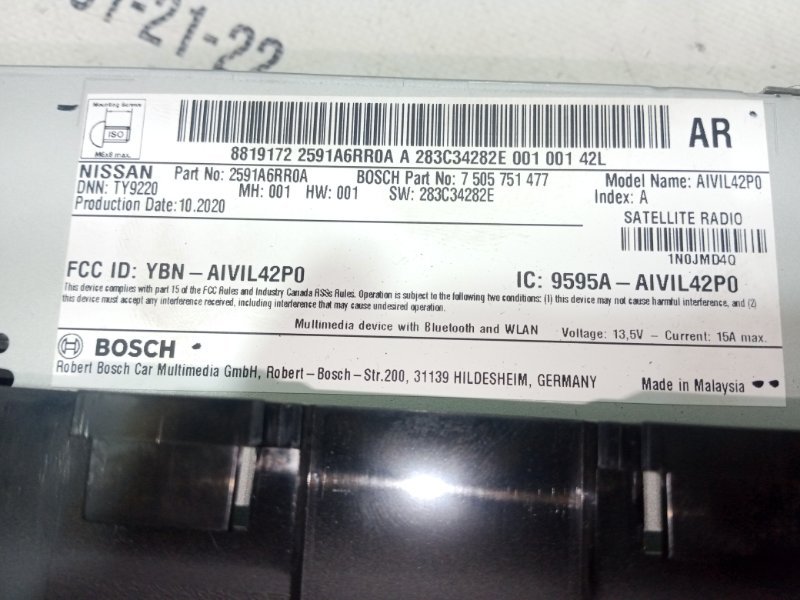 -21-22
Mounting Screw
ISO
M6x8 max.
8819172 2591A6RR0A A 283C34282E 001 001 42L
AR
NISSAN Part No: 2591A6RR0A BOSCH Part No: 7 505 751 477 Model Name: AIVIL42P0
DNN: TY9220 MH: 001 HW: 001 SW: 283C34282E Index: A
Production Date:10.2020
SATELLITE RADIO
1N0JMD4Q
FCC ID: YBN-AIVIL42P0 IC: 9595A-AIVIL42P0
This device complies with part 15 of the FCC Rules and Industry Canada RSSs Rules. Operation is subject to the following two conditions: (1) this device may not cause harmful interference, and (2)
this device must accept any interference received, including interference that may cause undesired operation.
Multimedia device with Bluetooth and WLAN Voltage: 13,5V - Current: 15A max.
BOSCH
Robert Bosch Car Multimedia GmbH, Robert-Bosch-Str.200, 31139 HILDESHEIM, GERMANY Made in Malaysia